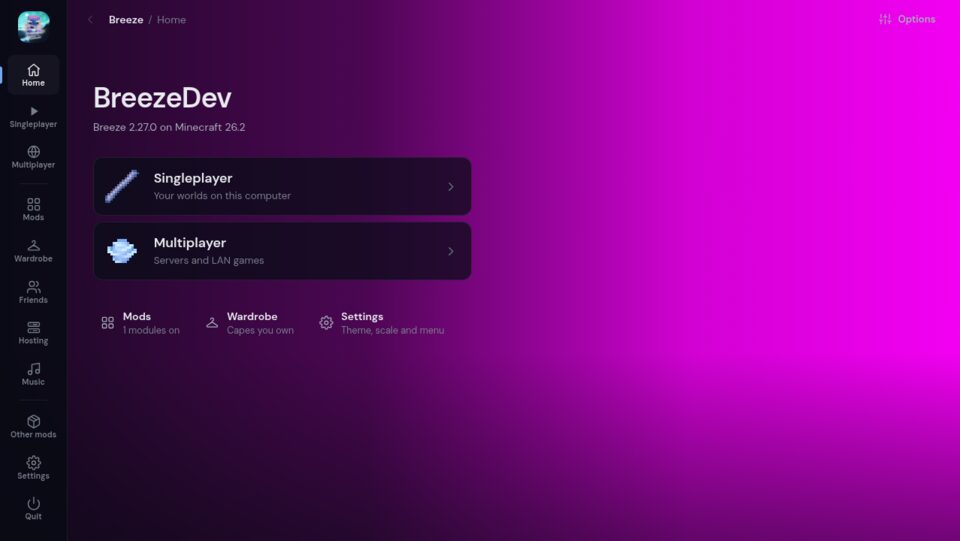 Breeze / Home
Options
Home
Singleplayer
Multiplayer
Mods
Wardrobe
Friends
Hosting
Music
Other mods
Settings
Quit
BreezeDev
Breeze 2.27.0 on Minecraft 26.2
Singleplayer
Your worlds on this computer
Multiplayer
Servers and LAN games
Mods
1 modules on
Wardrobe
Capes you own
Settings
Theme, scale and menu